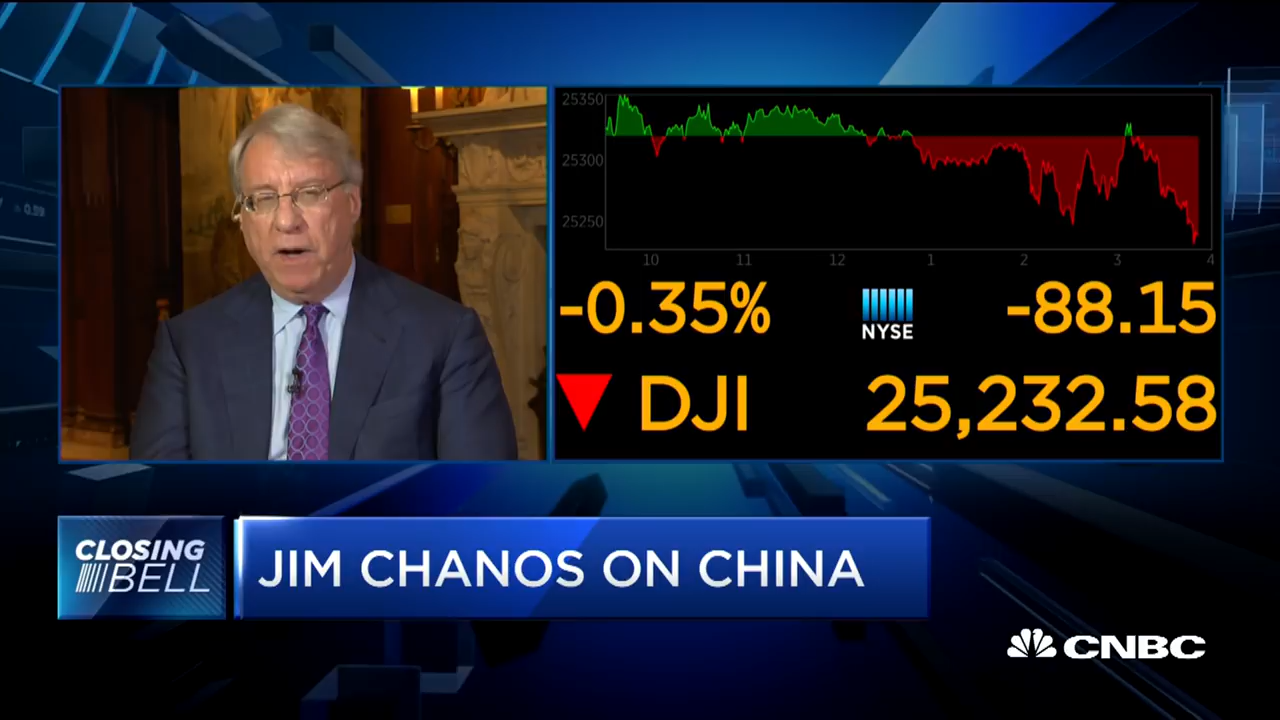 25350
25300
25250
10 11 12 1 2 3 4
-0.35% NYSE -88.15
DJI 25,232.58
CLOSING
BELL
JIM CHANOS ON CHINA
CNBC